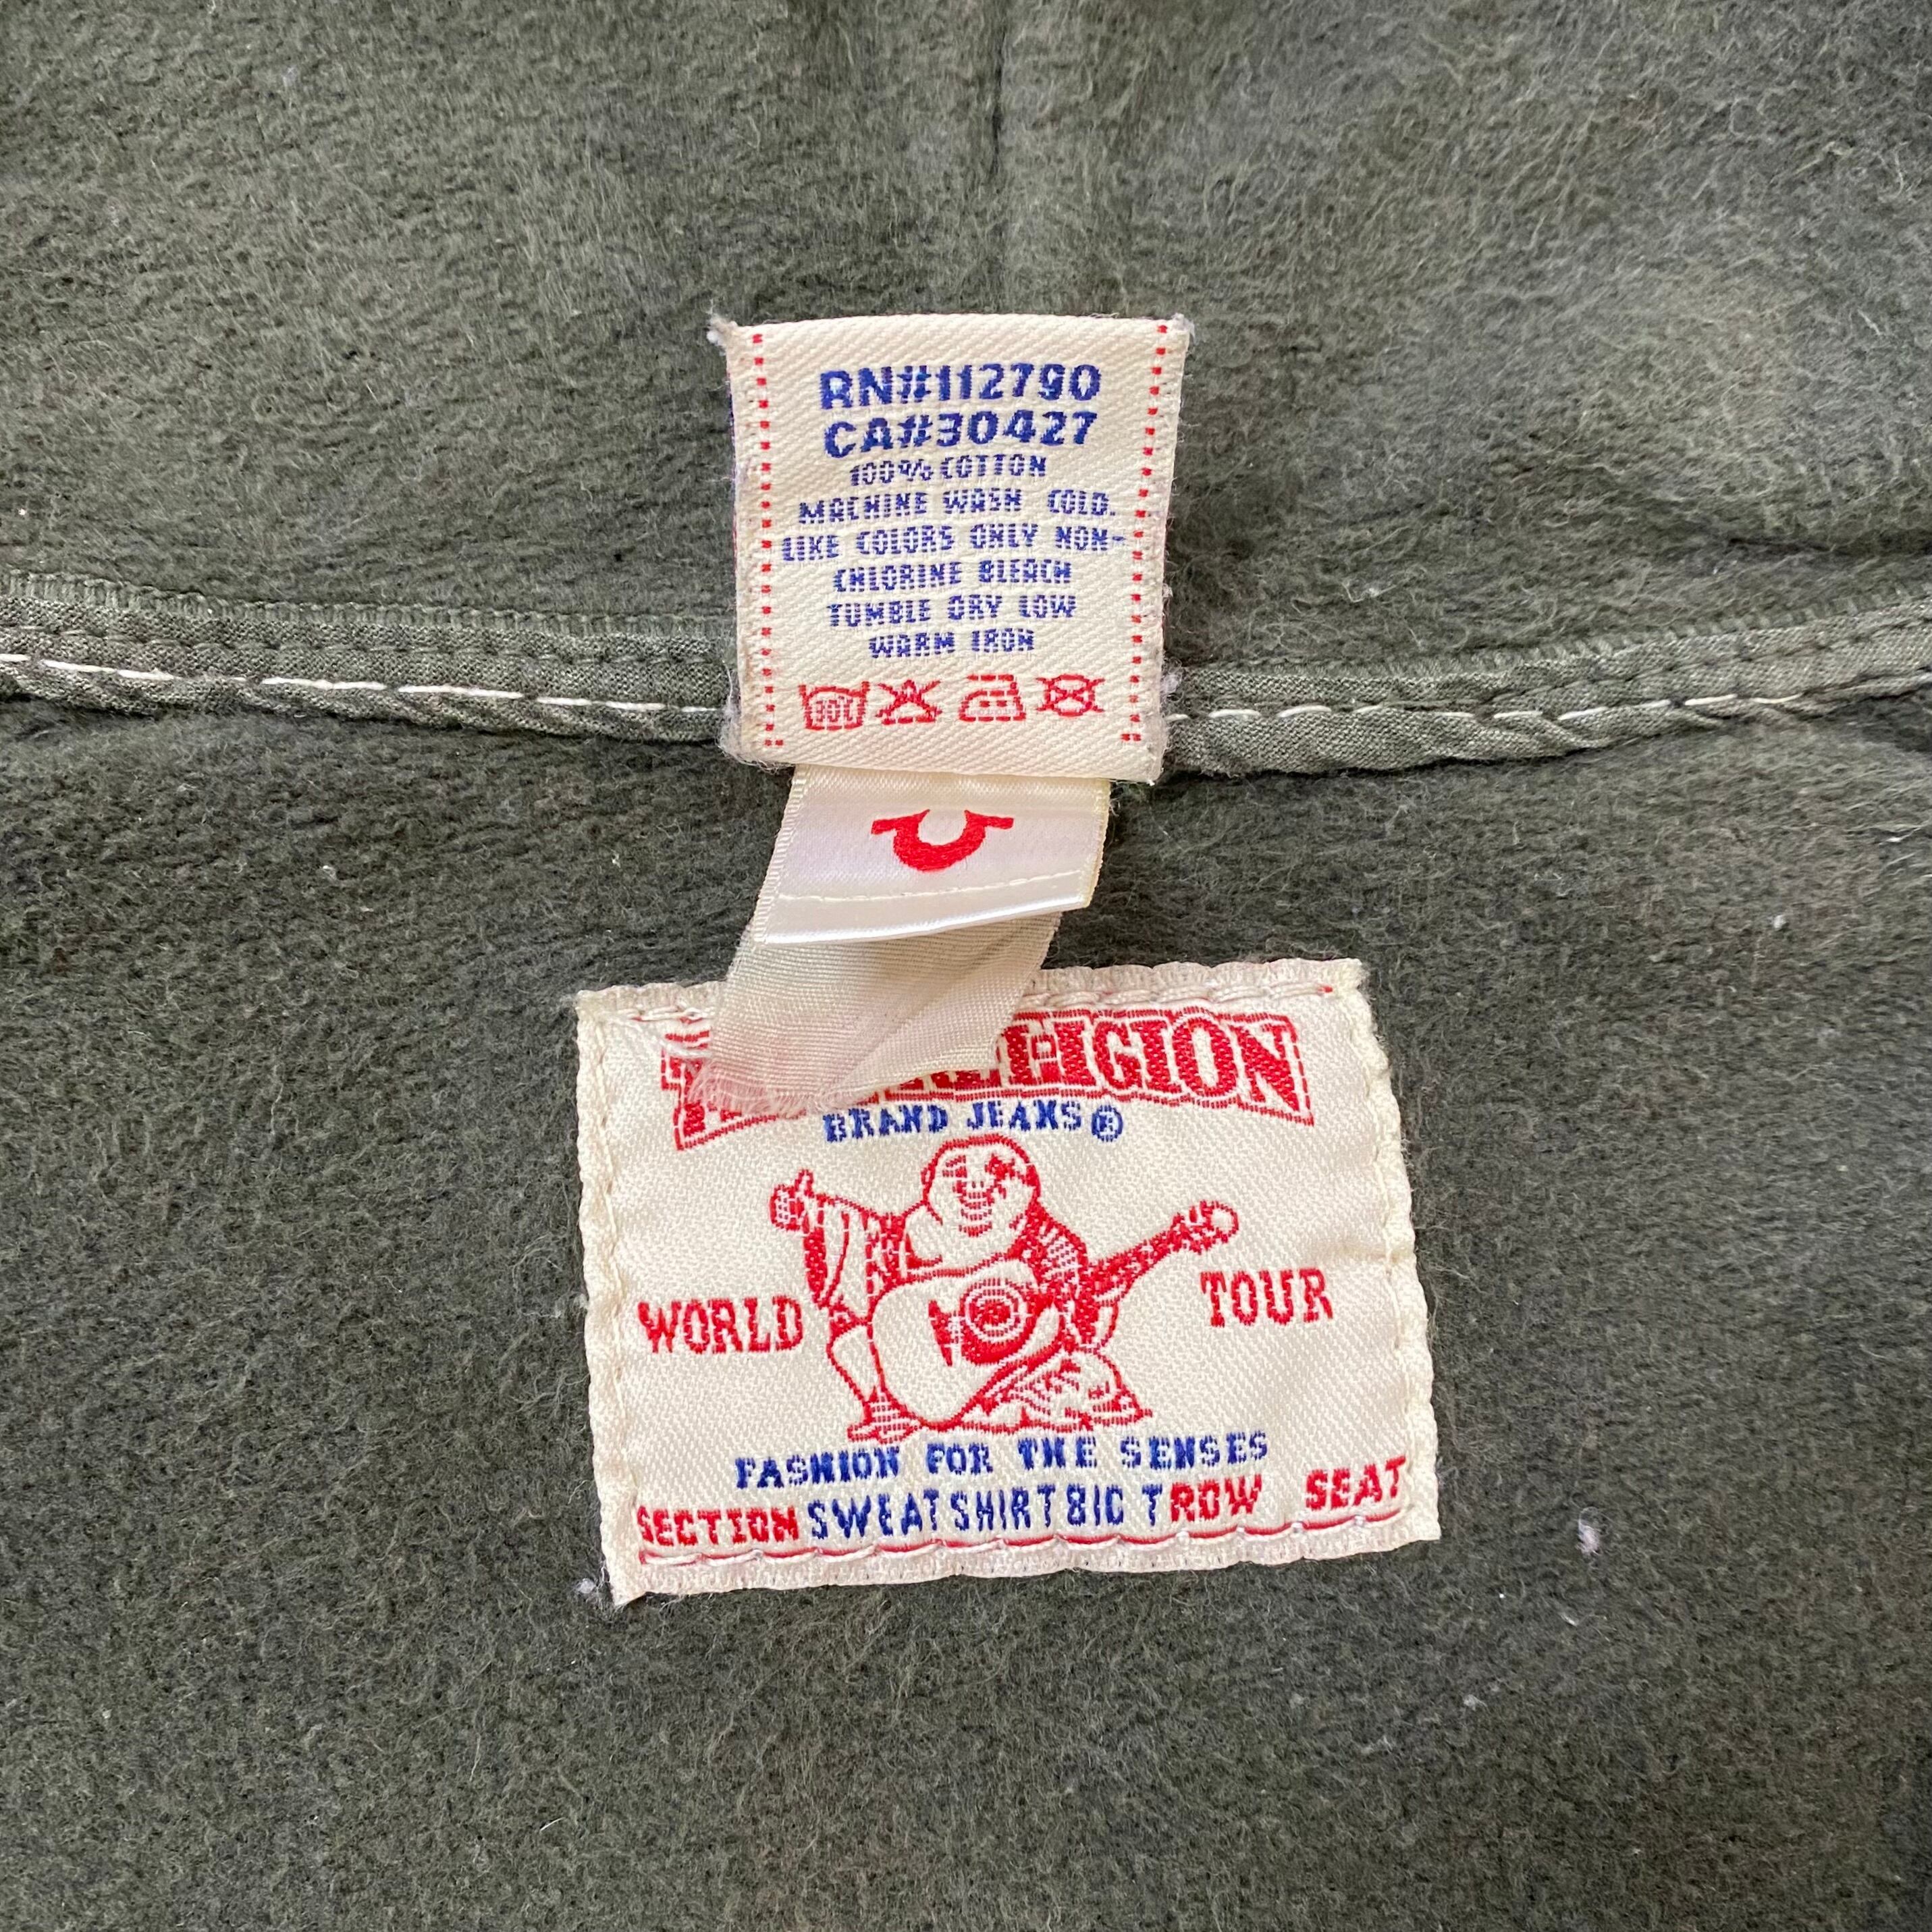 RN#112790
CA#30427
100% COTTON
MACHINE WASH COLD.
LIKE COLORS ONLY NON-
CHLORINE BLEACH
TUMBLE DRY LOW
WARM IRON
RELIGION
BRAND JEANS®
WORLD TOUR
FASHION FOR THE SENSES
SECTION SWEATSHIRT BIG T ROW SEAT